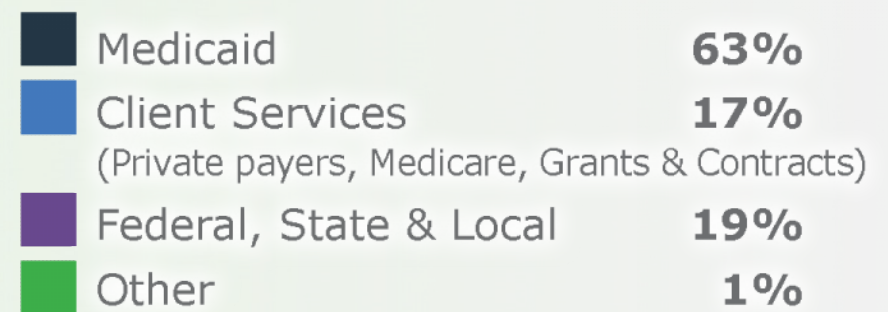 Medicaid 63%
Client Services 17%
(Private payers, Medicare, Grants & Contracts)
Federal, State & Local 19%
Other 1%